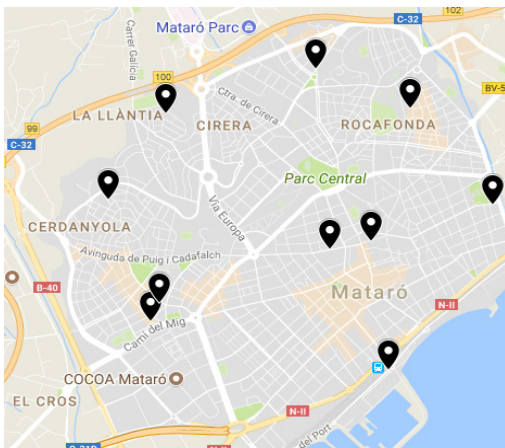 102
C-32
Mataró Parc
Carrer Galícia
100
BV-5
Ctra. de Cirera
LA LLÀNTIA
CIRERA
ROCAFONDA
99
C-32
Parc Central
Via Europa
CERDANYOLA
Avinguda de Puig i Cadafalch
B-40
Mataró
N-II
Camí del Mig
COCOA Mataró
EL CROS
N-II
del Port
N-II